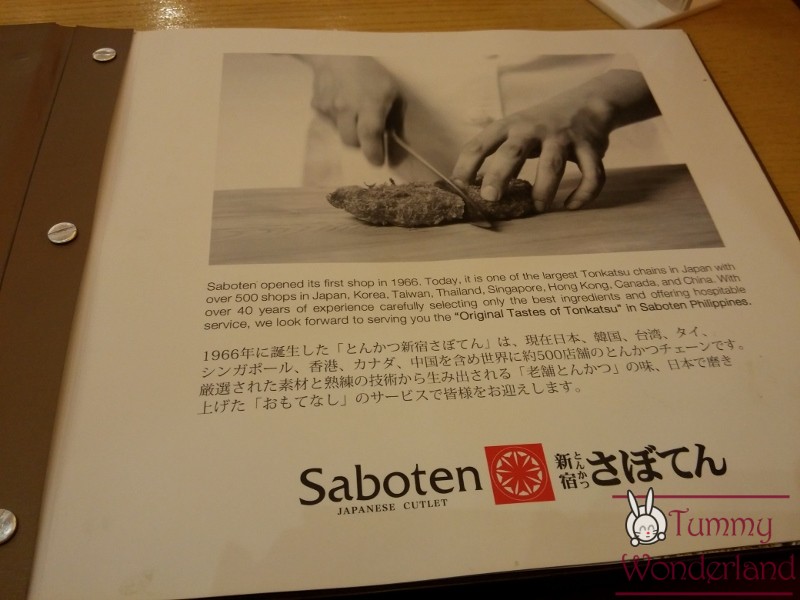 Saboten opened its first shop in 1966. Today, it is one of the largest Tonkatsu chains in Japan with
over 500 shops in Japan, Korea, Taiwan, Thailand, Singapore, Hong Kong, Canada, and China. With
over 40 years of experience carefully selecting only the best ingredients and offering hospitable
service, we look forward to serving you the "Original Tastes of Tonkatsu" in Saboten Philippines.
1966年に誕生した「とんかつ新宿さぼてん」は、現在日本、韓国、台湾、タイ、
シンガポール、香港、カナダ、中国を含め世界に約500店舗のとんかつチェーンです。
厳選された素材と熟練の技術から生み出される「老舗とんかつ」の味、日本で磨き
上げた「おもてなし」のサービスで皆様をお迎えします。
Saboten
JAPANESE CUTLET
とんかつ
新宿さぼてん
Tummy
Wonderland